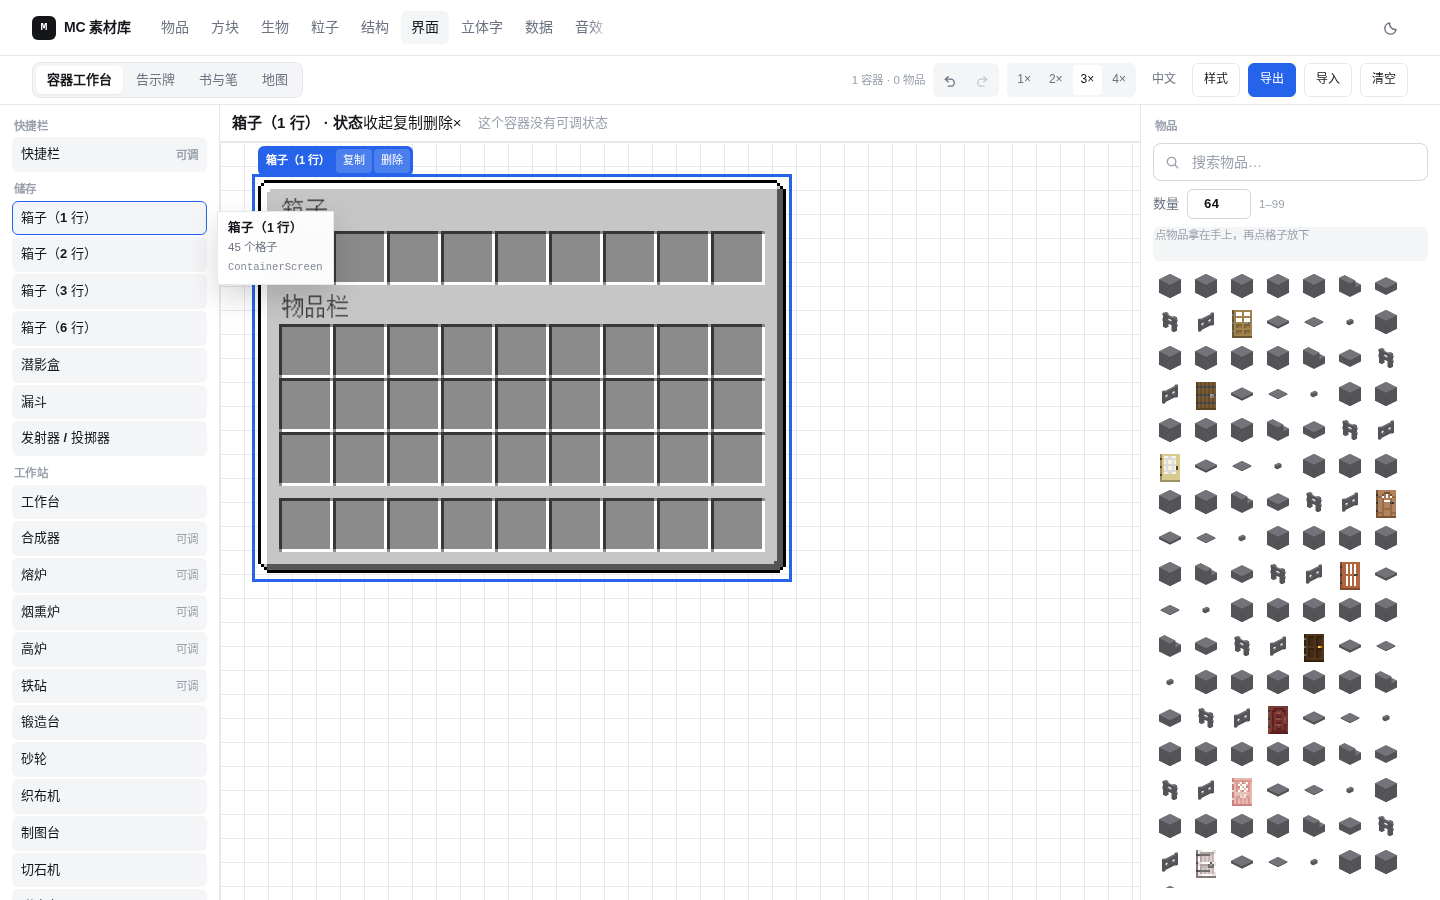 M MC 素材库 物品 方块 生物 粒子 结构 界面 立体字 数据 音效
容器工作台 告示牌 书与笔 地图 1 容器 · 0 物品 1× 2× 3× 4× 中文 样式 导出 导入 清空
快捷栏
快捷栏 可调
储存
箱子（1 行）
箱子（2 行）
箱子（3 行）
箱子（6 行）
潜影盒
漏斗
发射器 / 投掷器
工作站
工作台
合成器 可调
熔炉 可调
烟熏炉 可调
高炉 可调
铁砧 可调
锻造台
砂轮
织布机
制图台
切石机
箱子（1 行） · 状态收起复制删除× 这个容器没有可调状态
箱子（1 行） 复制 删除
箱子
箱子（1 行）
45 个格子
ContainerScreen
物品栏
物品
搜索物品…
数量 64 1–99
点物品拿在手上，再点格子放下